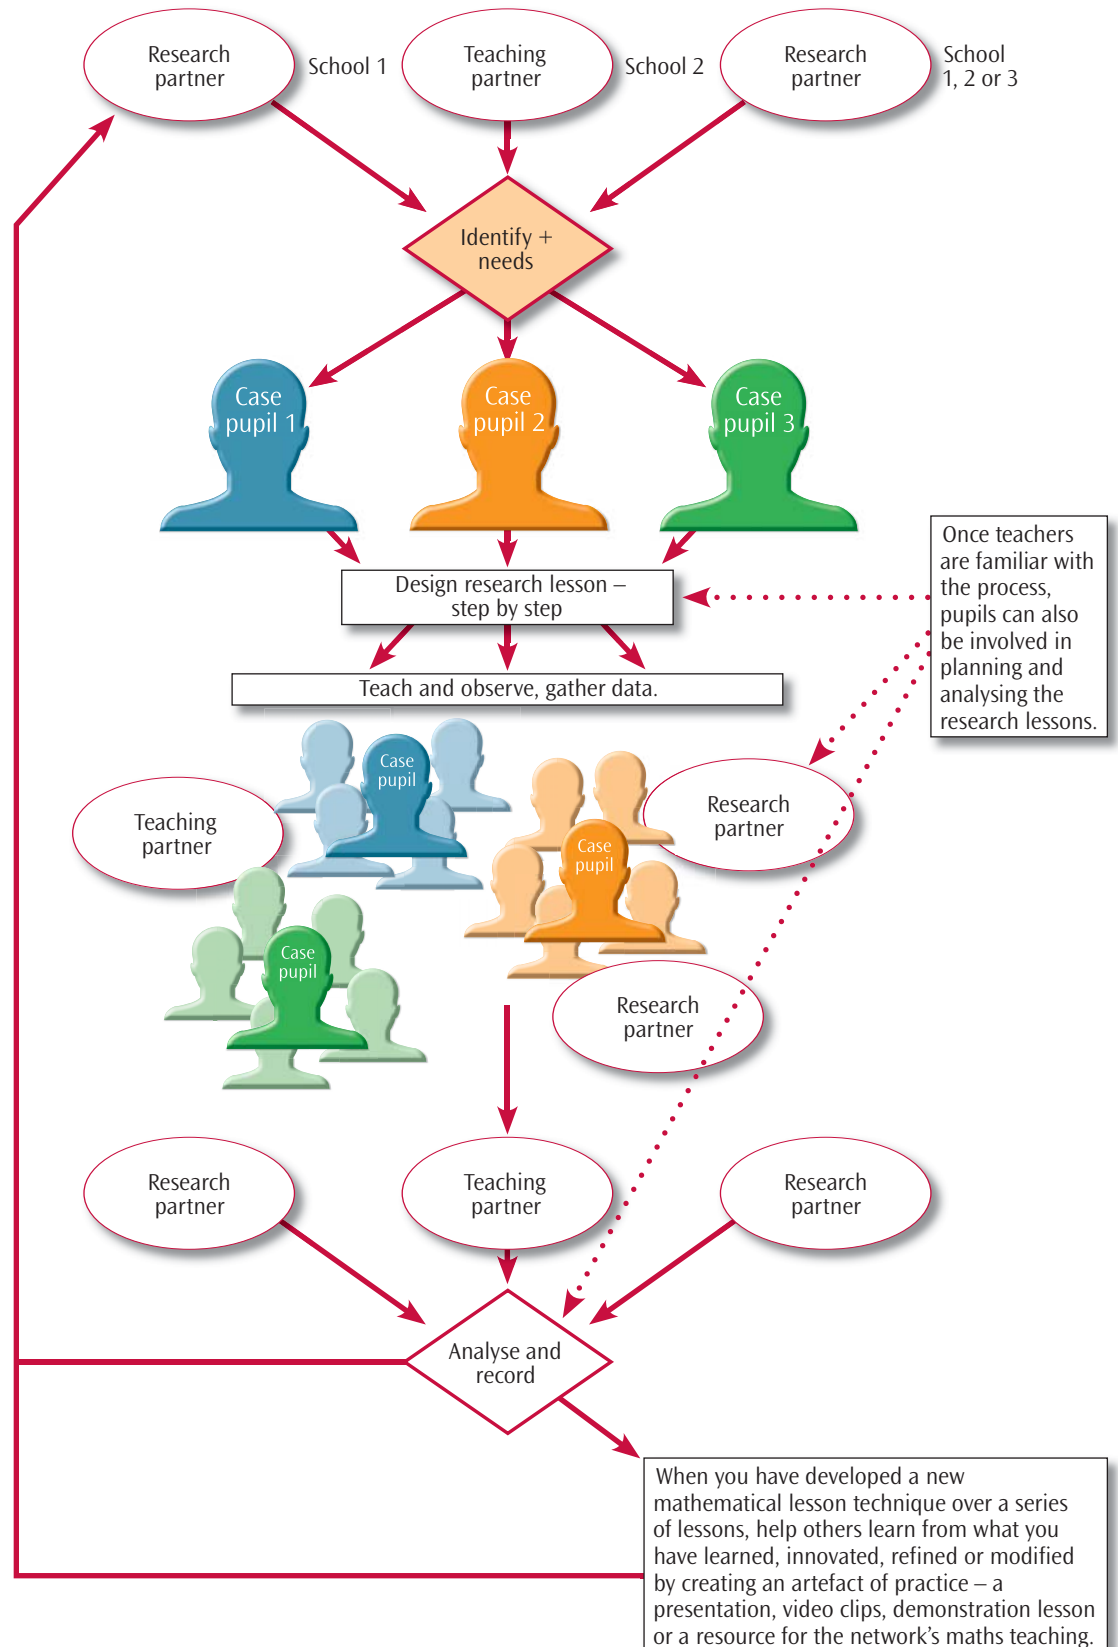 Research
partner
School 1
Teaching
partner
School 2
Research
partner
School
1, 2 or 3
Identify +
needs
Case
pupil 1
Case
pupil 2
Case
pupil 3
Once teachers
are familiar with
the process,
pupils can also
be involved in
planning and
analysing the
research lessons.
Design research lesson –
step by step
Teach and observe, gather data.
Case
pupil
Teaching
partner
Research
partner
Case
pupil
Case
pupil
Research
partner
Research
partner
Teaching
partner
Research
partner
Analyse and
record
When you have developed a new
mathematical lesson technique over a series
of lessons, help others learn from what you
have learned, innovated, refined or modified
by creating an artefact of practice – a
presentation, video clips, demonstration lesson
or a resource for the network's maths teaching.